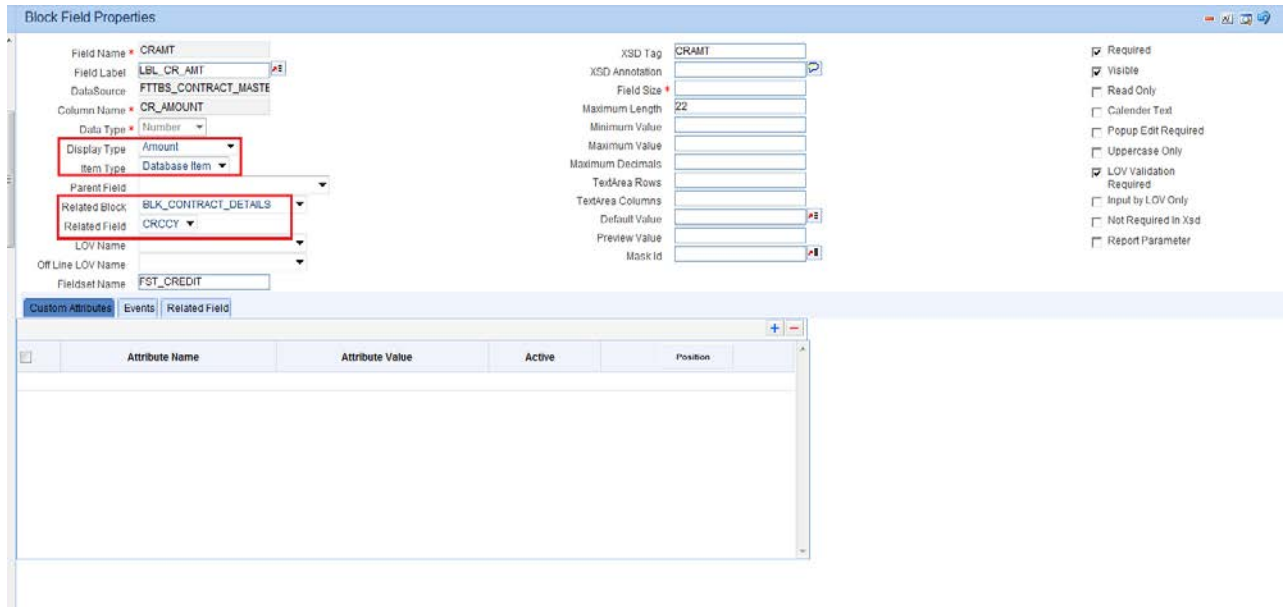 Block Field Properties
Field Name * CRAMT
Field Label LBL_CR_AMT
DataSource FTTBS_CONTRACT_MASTE
Column Name * CR_AMOUNT
Data Type * Number
Display Type Amount
Item Type Database Item
Parent Field
Related Block BLK_CONTRACT_DETAILS
Related Field CRCCY
LOV Name
Off Line LOV Name
Fieldset Name FST_CREDIT
XSD Tag CRAMT
XSD Annotation
Field Size *
Maximum Length 22
Minimum Value
Maximum Value
Maximum Decimals
TextArea Rows
TextArea Columns
Default Value
Preview Value
Mask Id
Required
Visible
Read Only
Calender Text
Popup Edit Required
Uppercase Only
LOV Validation
Required
Input by LOV Only
Not Required In Xsd
Report Parameter
Custom Attributes Events Related Field
Attribute Name Attribute Value Active Position